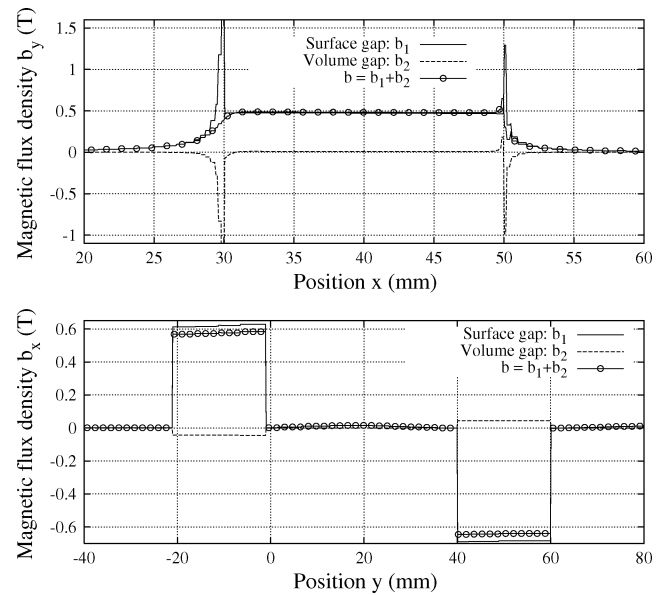 Magnetic flux density b_y (T)
1.5
1
0.5
0
-0.5
-1
Surface gap: b_1
Volume gap: b_2
b = b_1+b_2
20 25 30 35 40 45 50 55 60
Position x (mm)
Magnetic flux density b_x (T)
0.6
0.4
0.2
0
-0.2
-0.4
-0.6
Surface gap: b_1
Volume gap: b_2
b = b_1+b_2
-40 -20 0 20 40 60 80
Position y (mm)